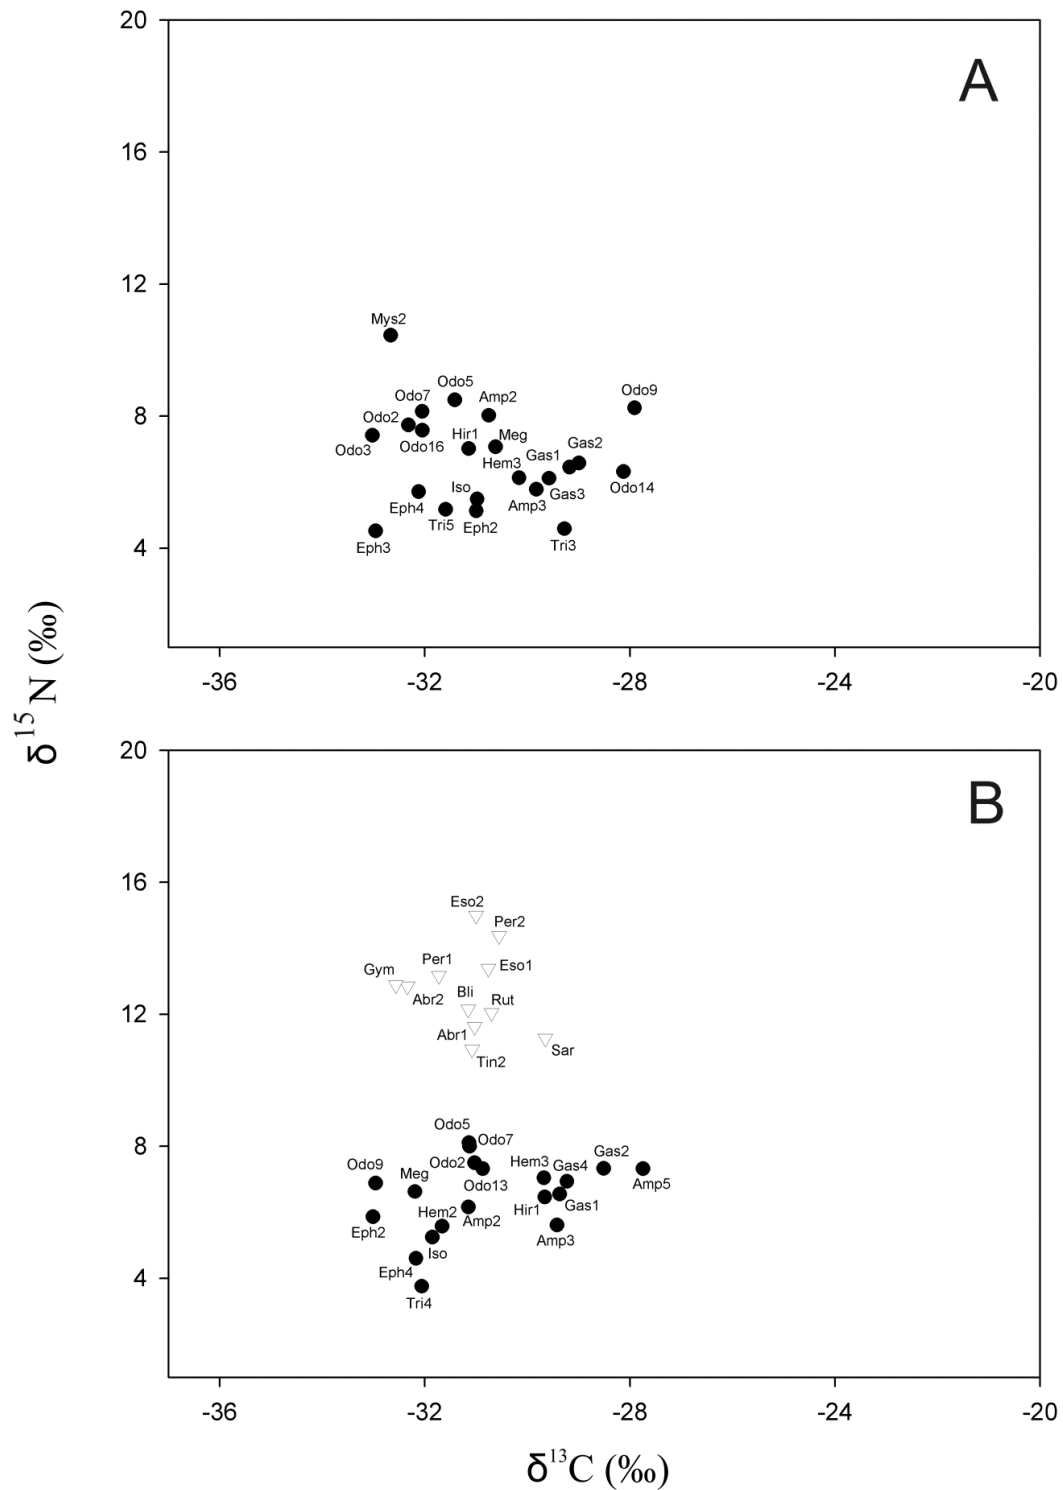 20
A
16
12
Mys2
Odo5
Odo9
Odo7
Amp2
8
Odo2
Hir1
Meg
Gas2
Odo3
Odo16
Hem3
Gas1
Iso
Odo14
Eph4
Amp3
Gas3
Tri5
Eph2
4
Eph3
Tri3
-36
-32
-28
-24
-20
δ15N (‰)
20
B
16
Eso2
Per2
Per1
Eso1
Gym
Abr2
Bli
Rut
12
Abr1
Sar
Tin2
Odo5
8
Odo7
Odo9
Odo2
Hem3
Gas4
Gas2
Meg
Odo13
Amp5
Hem2
Amp2
Hir1
Gas1
Eph2
Amp3
Iso
Eph4
4
Tri4
-36
-32
-28
-24
-20
δ13C (‰)